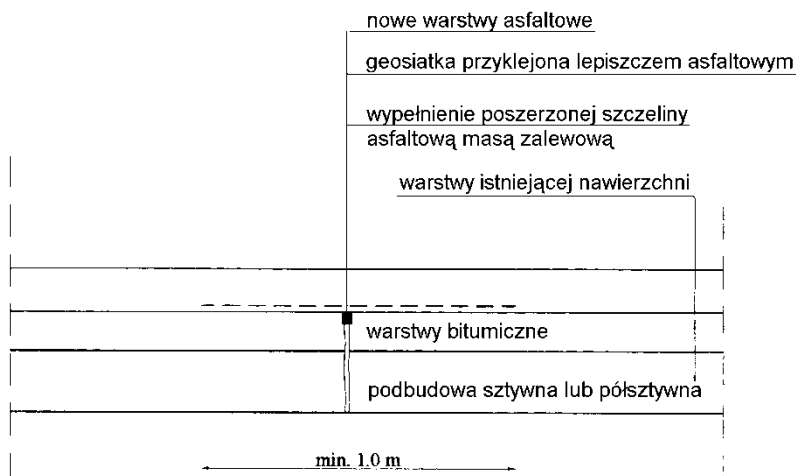 nowe warstwy asfaltowe
geosiatka przyklejona lepiszczem asfaltowym
wypełnienie poszerzonej szczeliny
asfaltową masą zalewową
warstwy istniejącej nawierzchni
warstwy bitumiczne
podbudowa sztywna lub półsztywna
min. 1.0 m